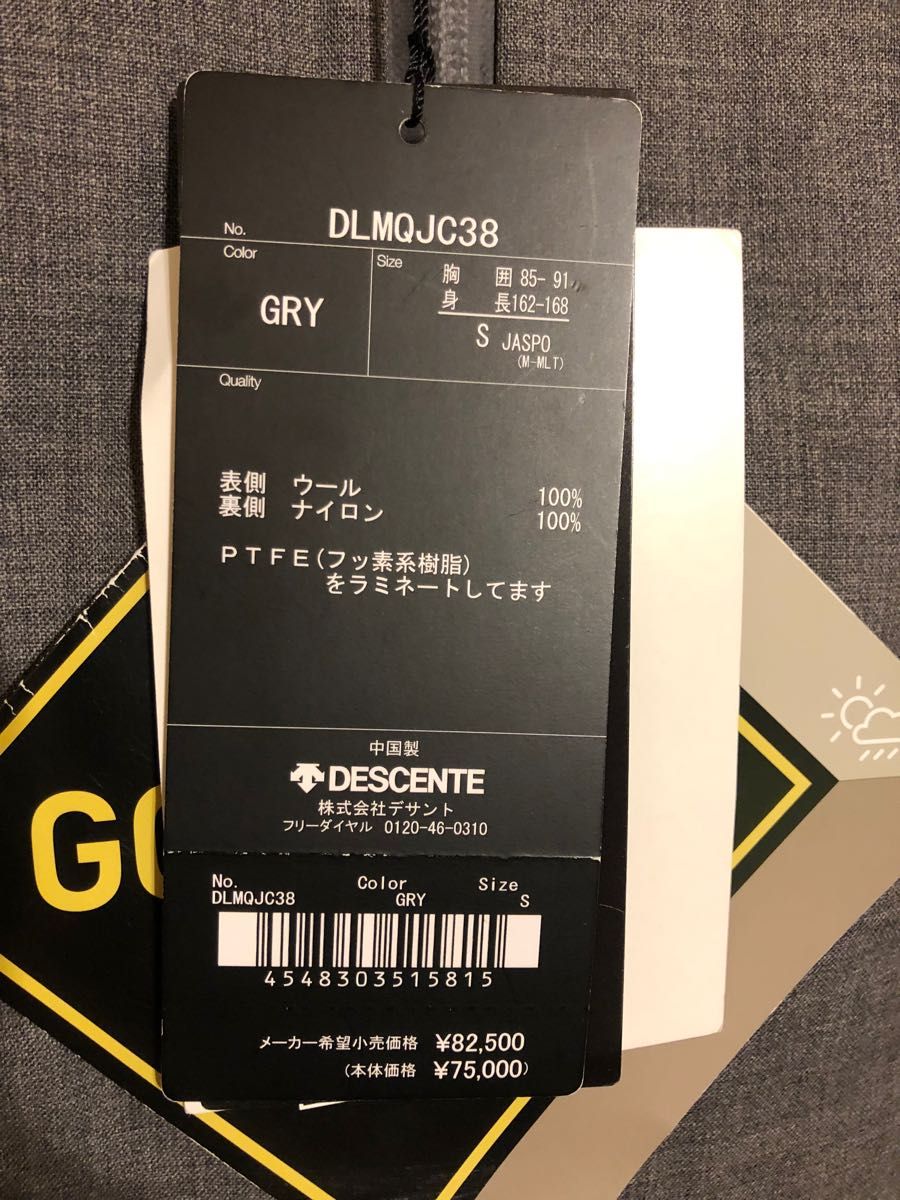 No. DLMQJC38
Color
GRY
Size
胸 囲 85- 91
身 長162-168
S JASPO
(M-MLT)
Quality
表側 ウール 100%
裏側 ナイロン 100%
PTFE(フッ素系樹脂)
をラミネートしてます
中国製
DESCENTE
株式会社デサント
フリーダイヤル 0120-46-0310
No. Color Size
DLMQJC38 GRY S
4548303515815
メーカー希望小売価格 ¥82,500
(本体価格 ¥75,000)